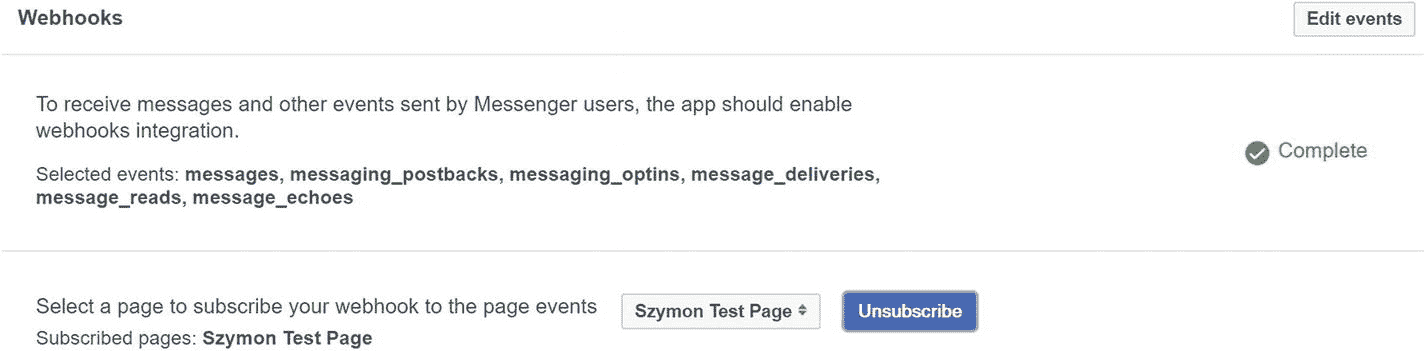 Webhooks
Edit events
To receive messages and other events sent by Messenger users, the app should enable
webhooks integration.
Complete
Selected events: messages, messaging_postbacks, messaging_optins, message_deliveries,
message_reads, message_echoes
Select a page to subscribe your webhook to the page events
Szymon Test Page
Unsubscribe
Subscribed pages: Szymon Test Page